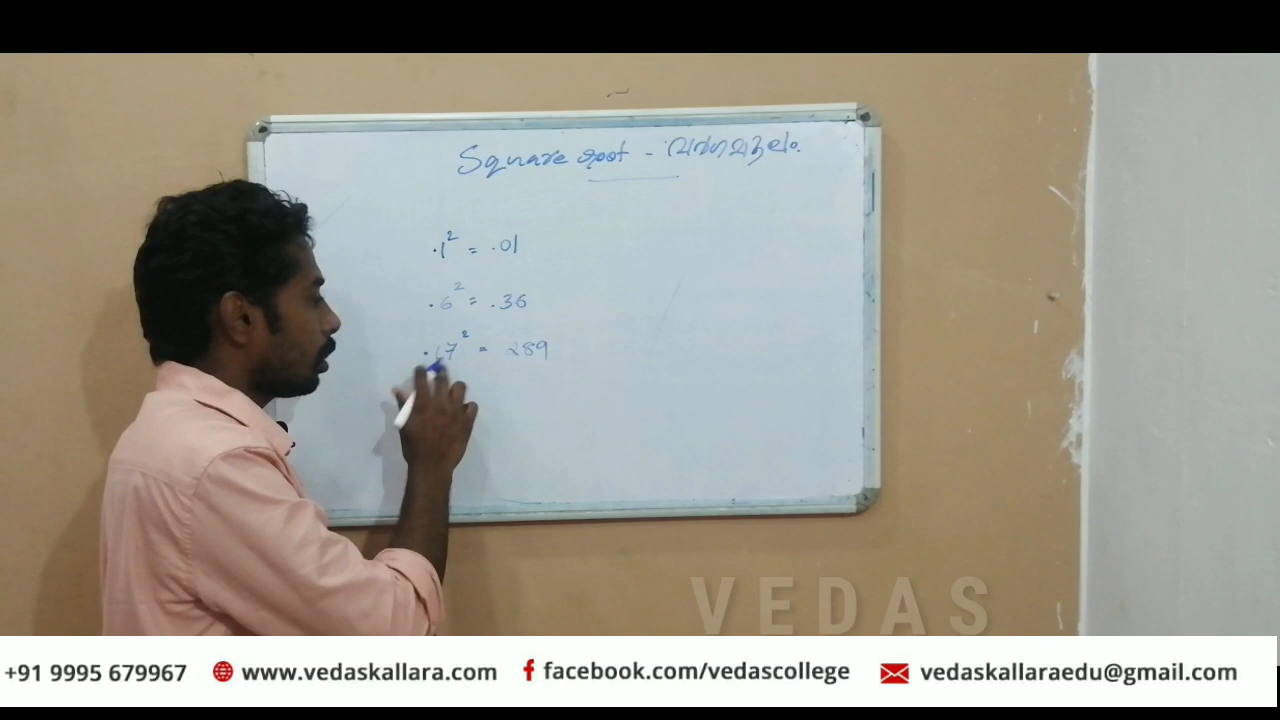 Square root - വർഗമൂലം.
.1² = .01
.6² = .36
.17² = 289
VEDAS
+91 9995 679967 www.vedaskallara.com facebook.com/vedascollege vedaskallaraedu@gmail.com